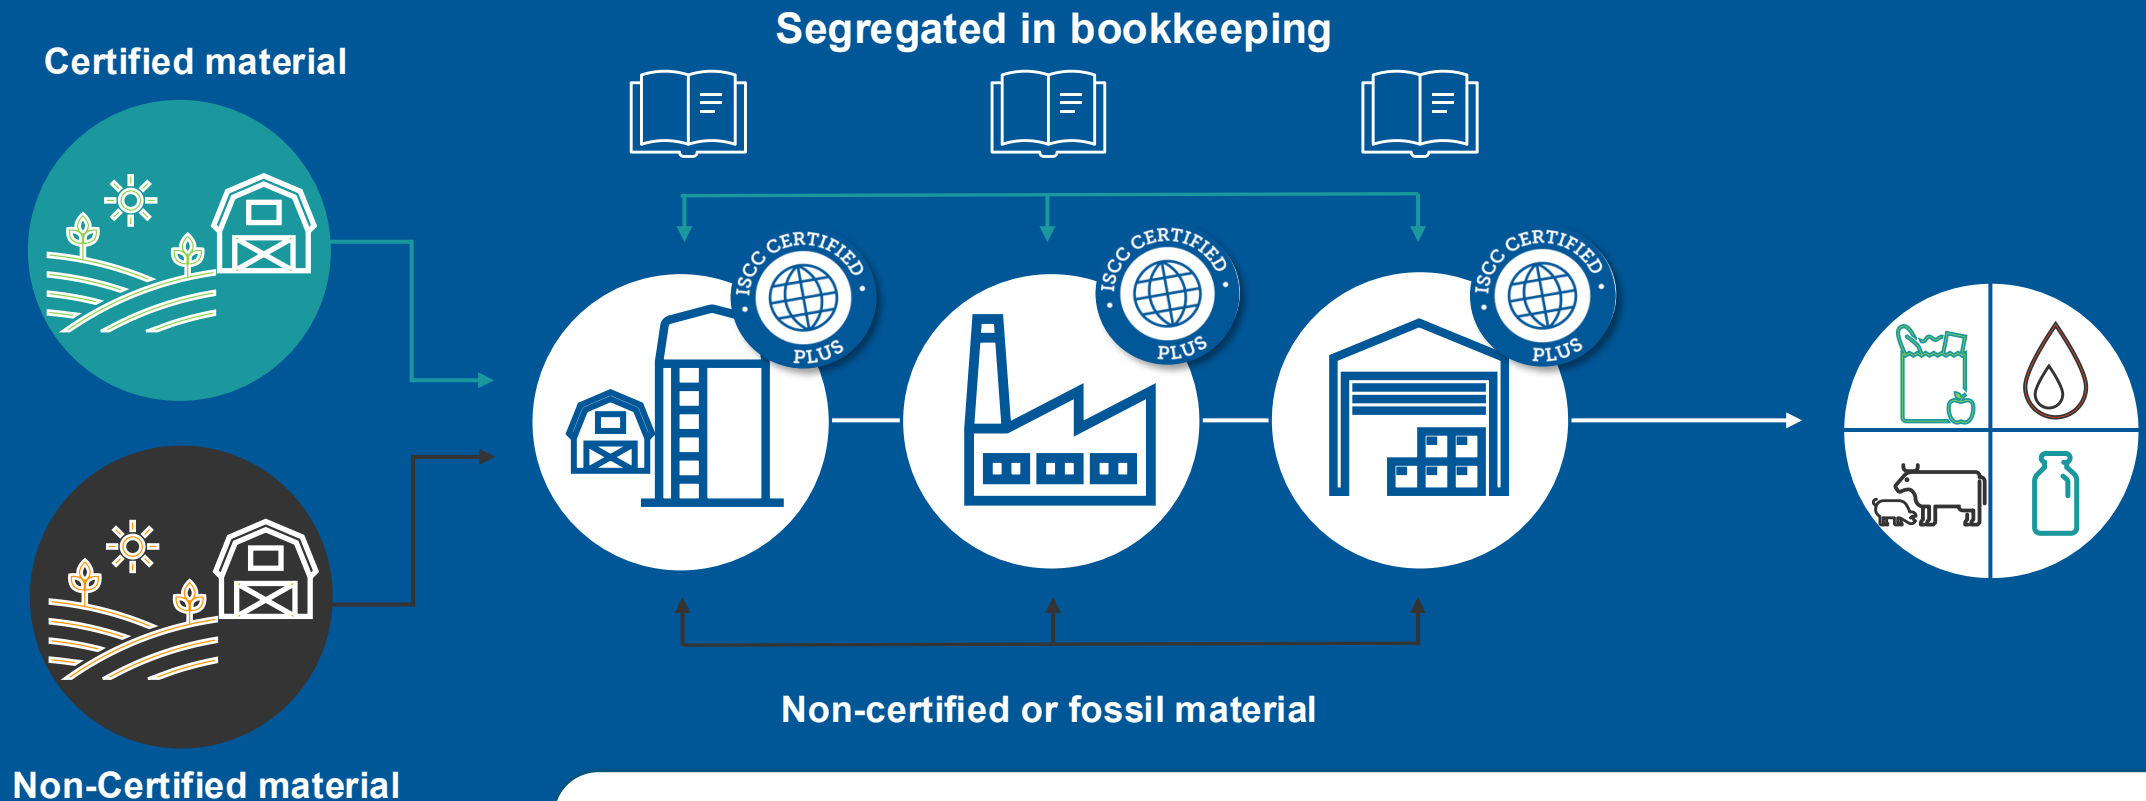 Segregated in bookkeeping
Certified material
ISCC CERTIFIED
PLUS
ISCC CERTIFIED
PLUS
ISCC CERTIFIED
PLUS
Non-certified or fossil material
Non-Certified material